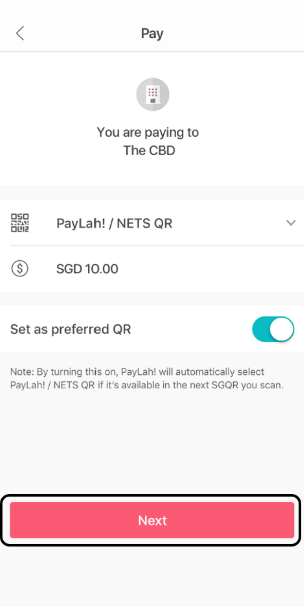 Pay
You are paying to
The CBD
PayLah! / NETS QR
SGD 10.00
Set as preferred QR
Note: By turning this on, PayLah! will automatically select
PayLah! / NETS QR if it's available in the next SGQR you scan.
Next